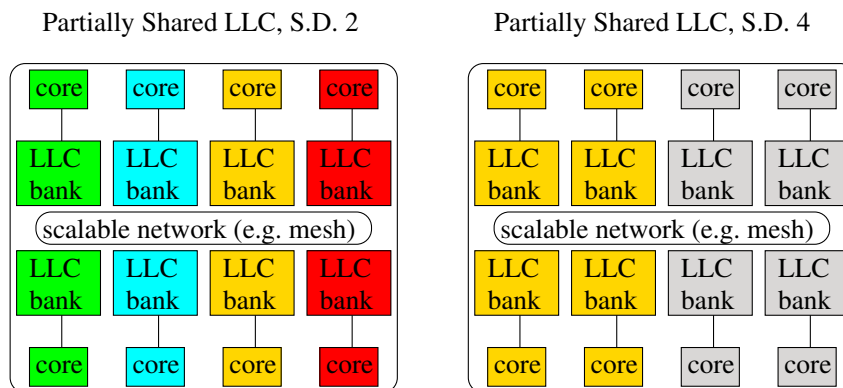 Partially Shared LLC, S.D. 2
core core core core
LLC bank LLC bank LLC bank LLC bank
scalable network (e.g. mesh)
LLC bank LLC bank LLC bank LLC bank
core core core core
Partially Shared LLC, S.D. 4
core core core core
LLC bank LLC bank LLC bank LLC bank
scalable network (e.g. mesh)
LLC bank LLC bank LLC bank LLC bank
core core core core